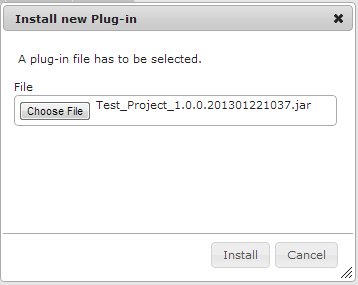 Install new Plug-in
A plug-in file has to be selected.
File
Choose File Test_Project_1.0.0.201301221037.jar
Install Cancel